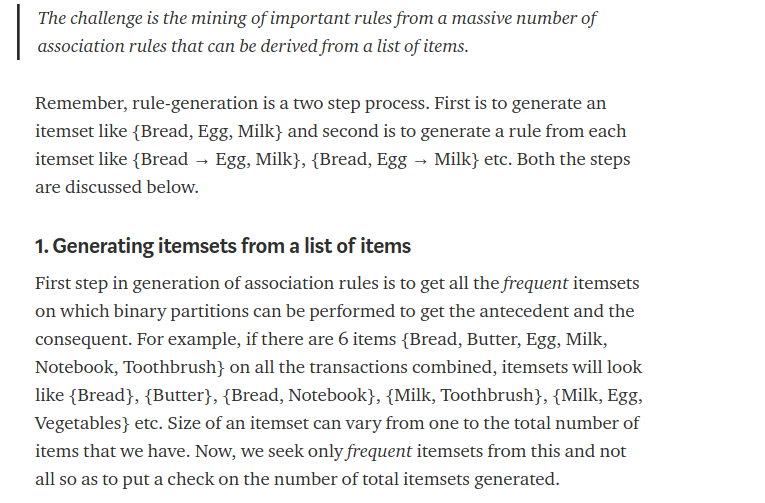 The challenge is the mining of important rules from a massive number of
association rules that can be derived from a list of items.
Remember, rule-generation is a two step process. First is to generate an
itemset like {Bread, Egg, Milk} and second is to generate a rule from each
itemset like {Bread → Egg, Milk}, {Bread, Egg → Milk} etc. Both the steps
are discussed below.
1. Generating itemsets from a list of items
First step in generation of association rules is to get all the frequent itemsets
on which binary partitions can be performed to get the antecedent and the
consequent. For example, if there are 6 items {Bread, Butter, Egg, Milk,
Notebook, Toothbrush} on all the transactions combined, itemsets will look
like {Bread}, {Butter}, {Bread, Notebook}, {Milk, Toothbrush}, {Milk, Egg,
Vegetables} etc. Size of an itemset can vary from one to the total number of
items that we have. Now, we seek only frequent itemsets from this and not
all so as to put a check on the number of total itemsets generated.